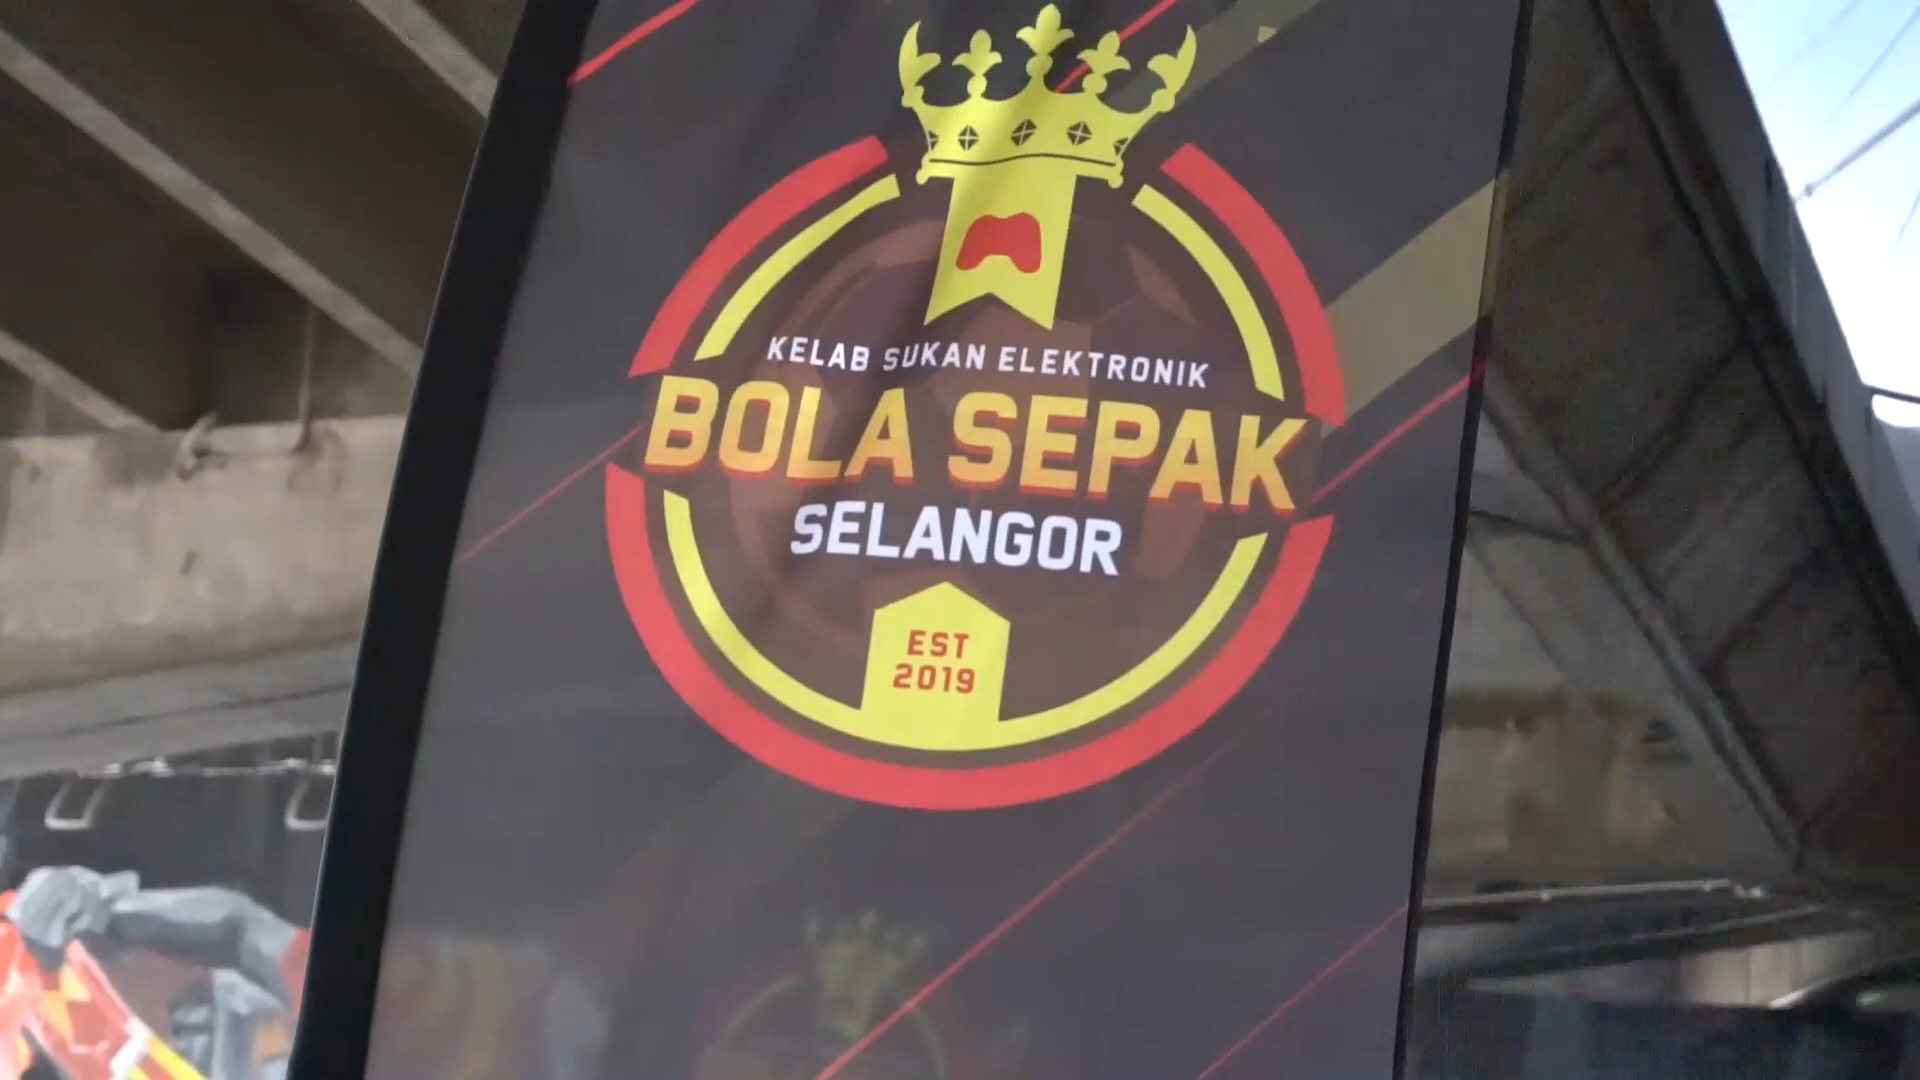 KELAB SUKAN ELEKTRONIK
BOLA SEPAK
SELANGOR
EST
2019